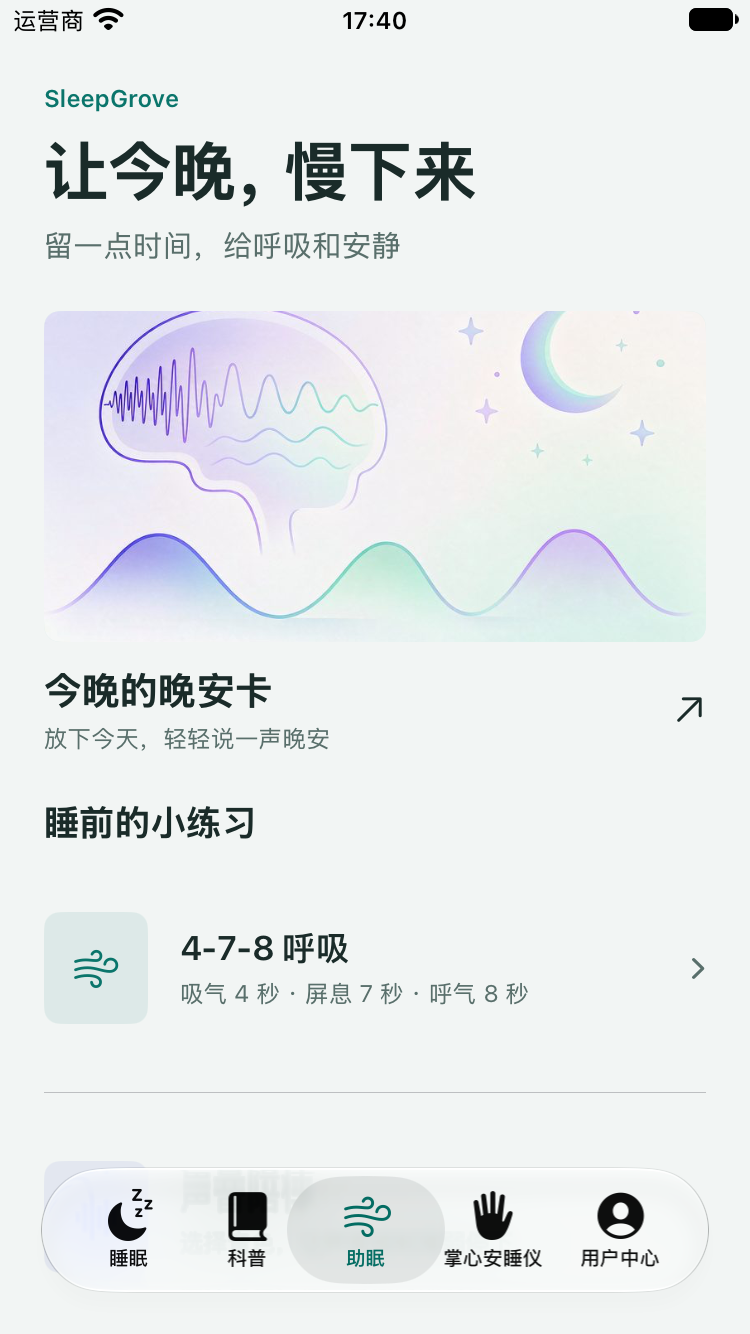 运营商
17:40
SleepGrove
让今晚，慢下来
留一点时间，给呼吸和安静
今晚的晚安卡
放下今天，轻轻说一声晚安
睡前的小练习
4-7-8 呼吸
吸气 4 秒 · 屏息 7 秒 · 呼气 8 秒
睡眠
科普
助眠
掌心安睡仪
用户中心